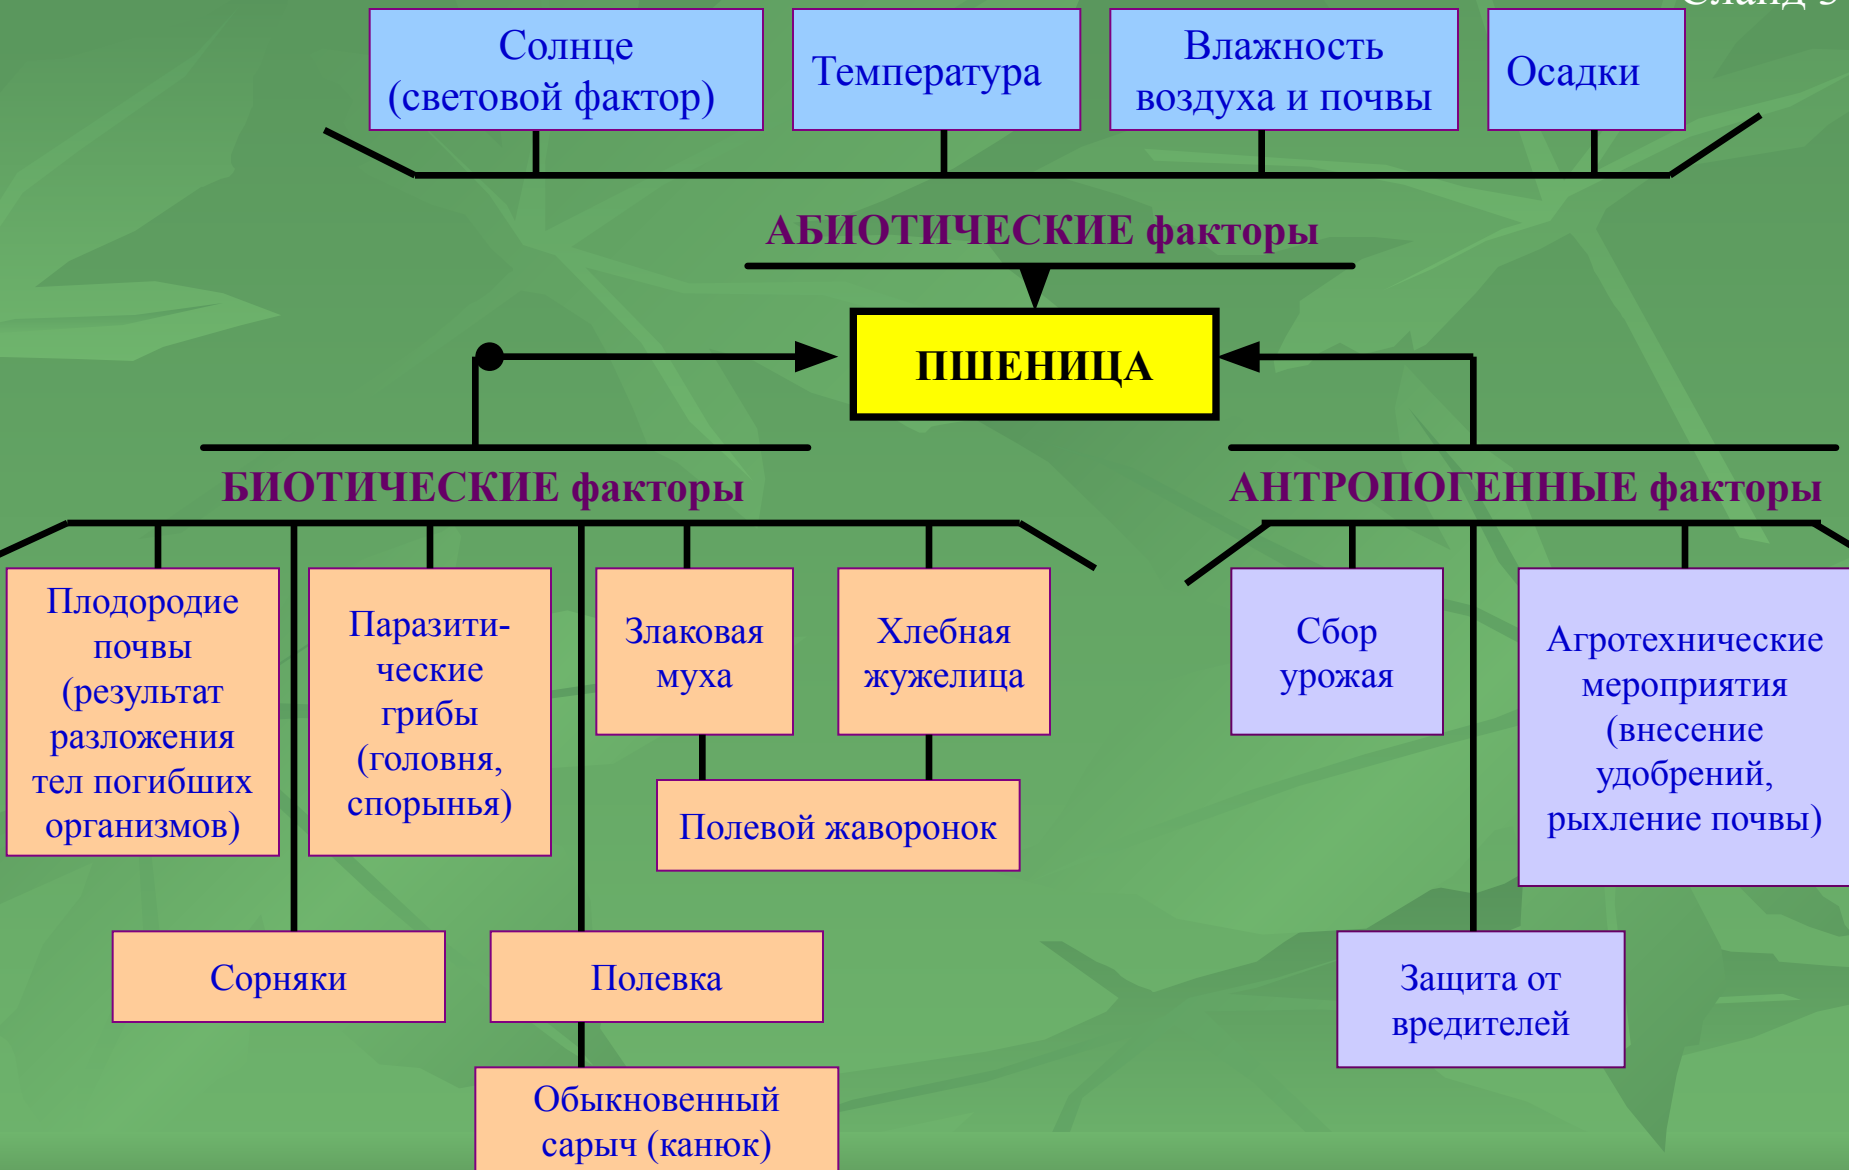 Солнце
(световой фактор)
Температура
Влажность
воздуха и почвы
Осадки
АБИОТИЧЕСКИЕ факторы
ПШЕНИЦА
БИОТИЧЕСКИЕ факторы
АНТРОПОГЕННЫЕ факторы
Плодородие
почвы
(результат
разложения
тел погибших
организмов)
Паразити-
ческие
грибы
(головня,
спорынья)
Злаковая
муха
Хлебная
жужелица
Полевой жаворонок
Сорняки
Полевка
Обыкновенный
сарыч (канюк)
Сбор
урожая
Агротехнические
мероприятия
(внесение
удобрений,
рыхление почвы)
Защита от
вредителей